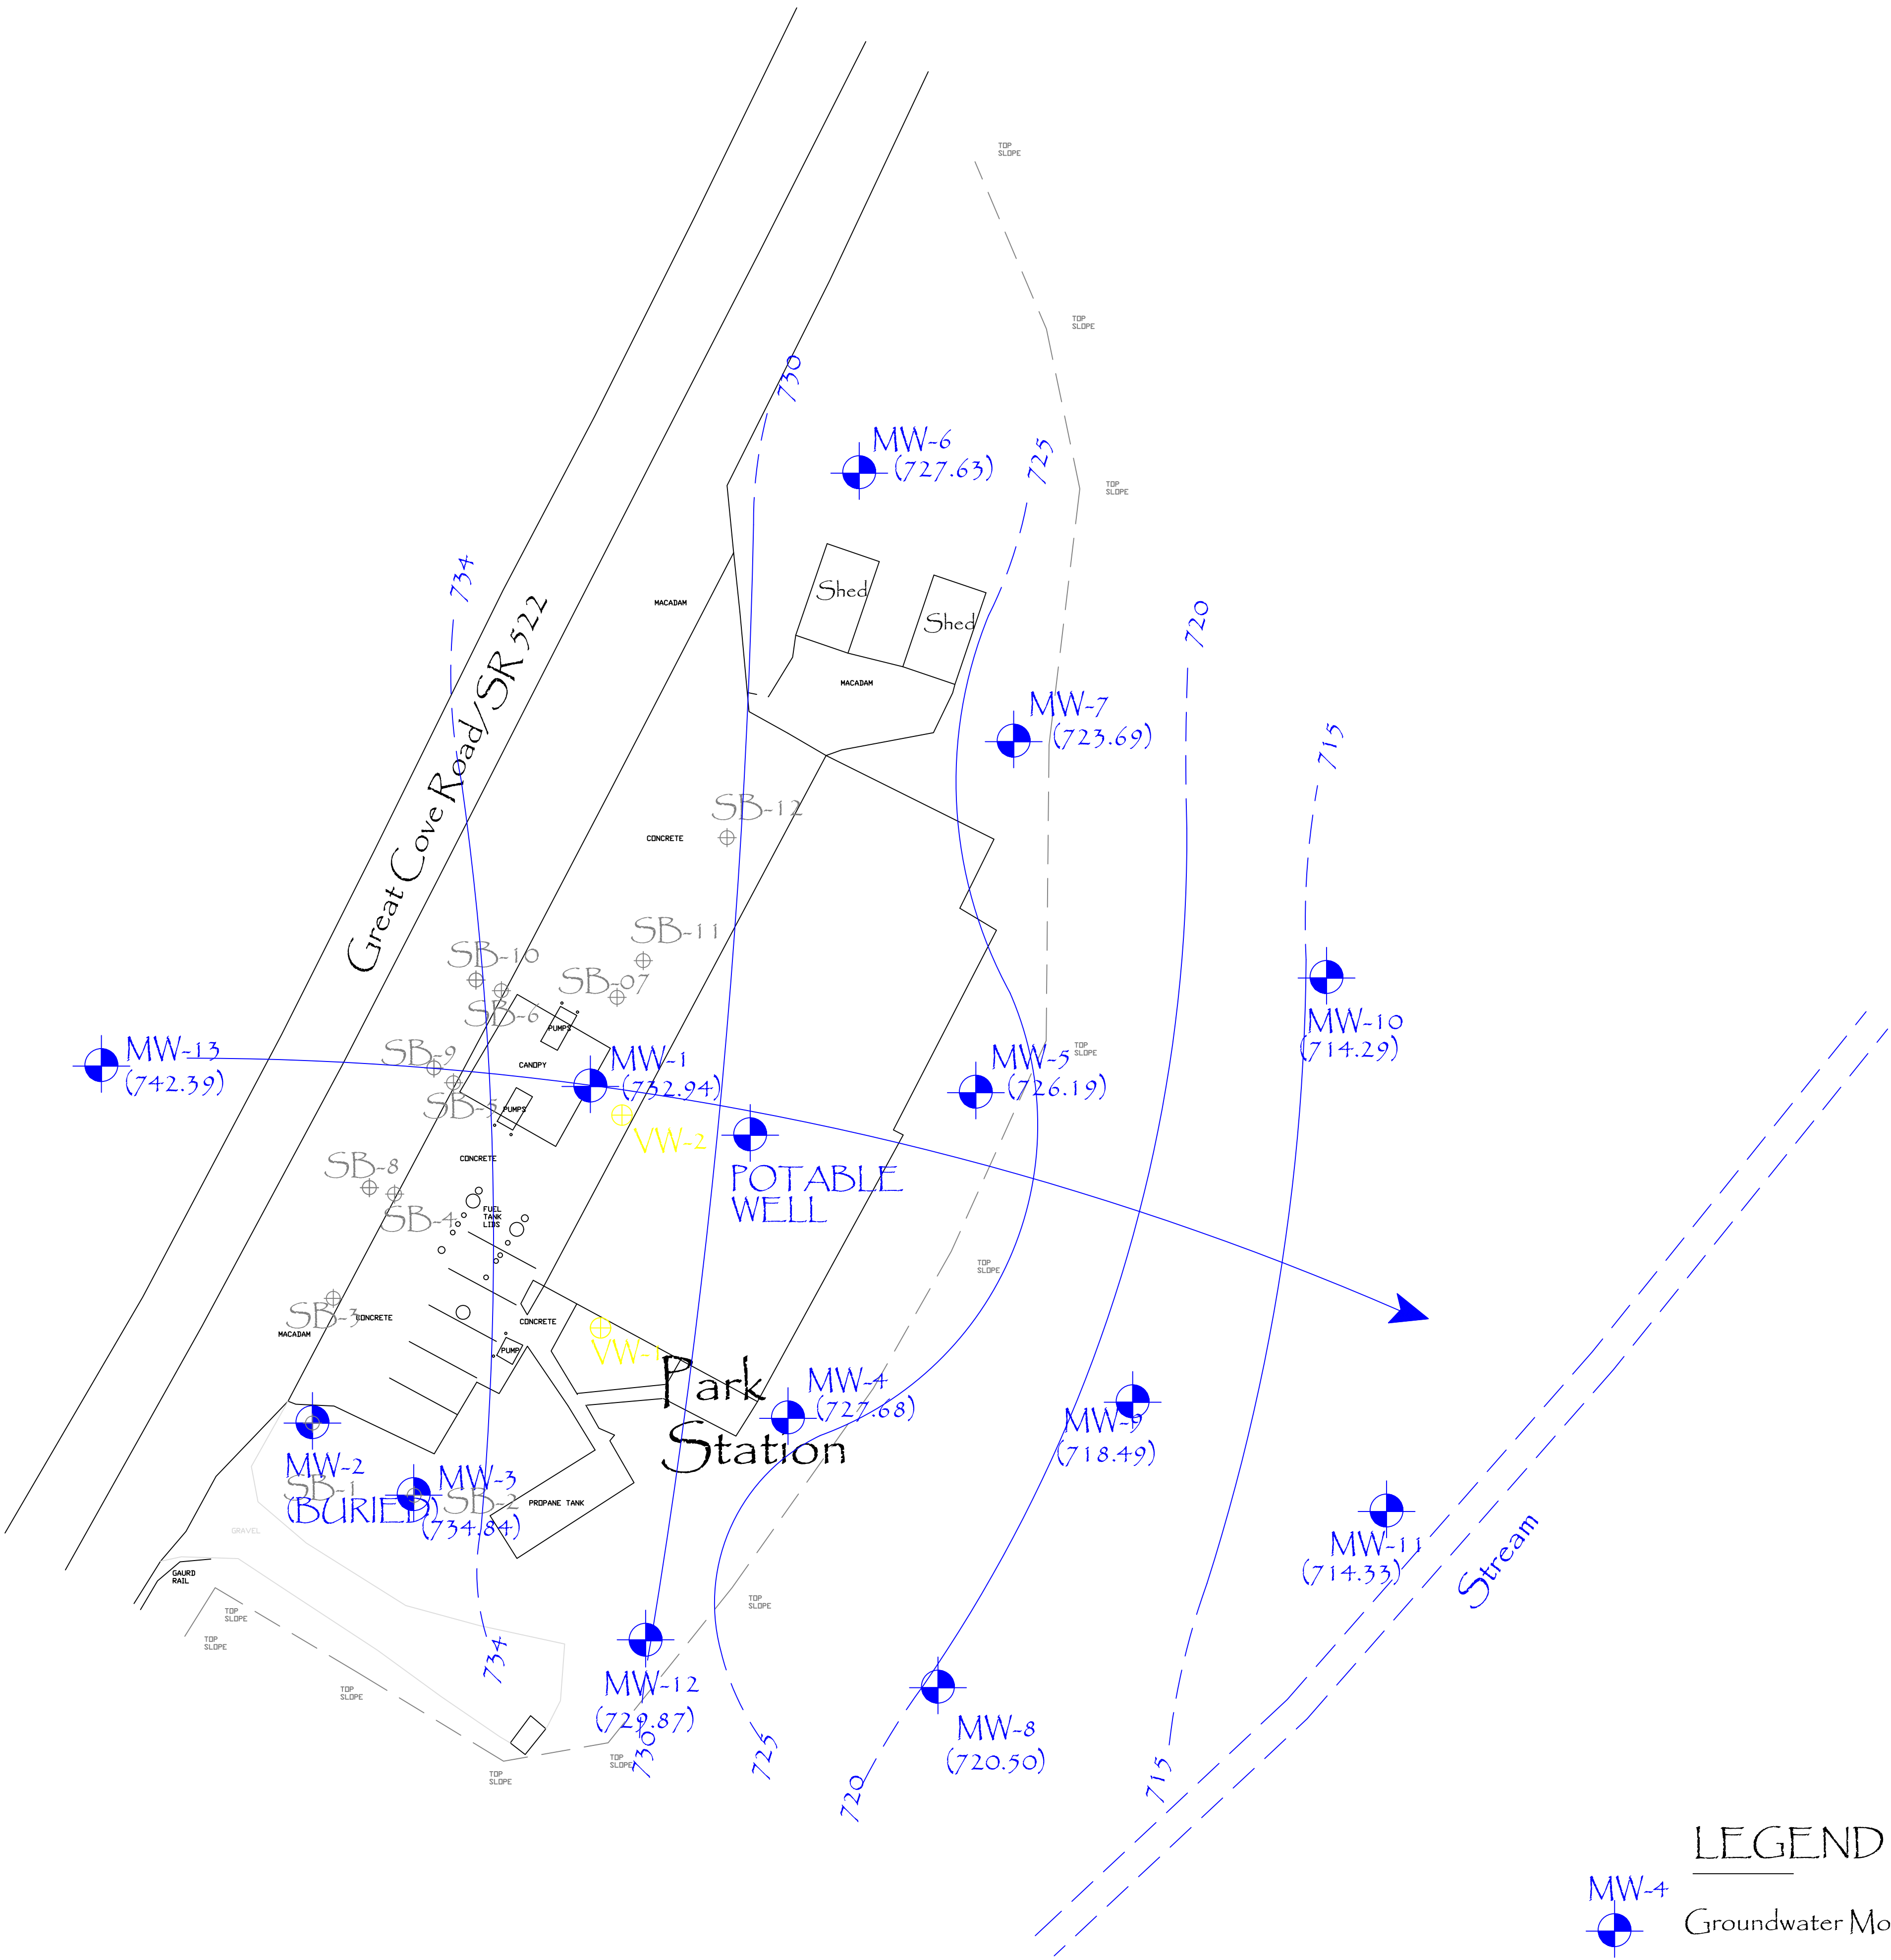 TOP
SLOPE
TOP
SLOPE
730
MW-6
(727.63)
725
TOP
SLOPE
734
Shed
Shed
MACADAM
720
Great Cove Road/SR 522
MACADAM
MW-7
(723.69)
715
SB-12
CONCRETE
SB-11
SB-10
SB-07
SB-6
PUMPS
MW-10
(714.29)
MW-13
(742.39)
SB-9
CANOPY
MW-1
(732.94)
MW-5
(726.19)
TOP
SLOPE
SB-5
PUMPS
VW-2
CONCRETE
POTABLE
WELL
SB-8
SB-4
FUEL
TANK
LIDS
TOP
SLOPE
SB-3
CONCRETE
MACADAM
CONCRETE
PUMP
VW-1
Park
Station
MW-4
(727.68)
MW-9
(718.49)
MW-2
SB-1
(BURIED)
MW-3
SB-2
(734.84)
PROPANE TANK
GRAVEL
MW-11
(714.33)
Stream
GAURD
RAIL
TOP
SLOPE
TOP
SLOPE
TOP
SLOPE
734
TOP
SLOPE
MW-12
(729.87)
730
TOP
SLOPE
TOP
SLOPE
725
MW-8
(720.50)
720
715
LEGEND
MW-4
Groundwater Mo